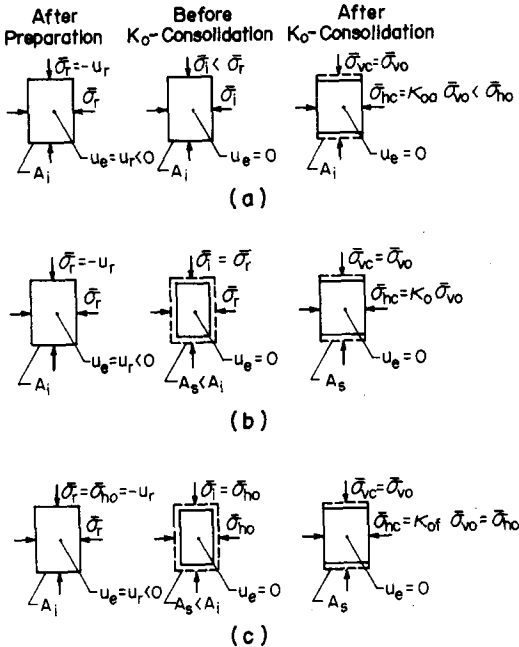 After Preparation
Before K₀-Consolidation
After K₀-Consolidation
σ̄r=-ur
σ̄r
ue=ur<0
Ai
σ̄i<σ̄r
σ̄i
ue=0
Ai
σ̄vc=σ̄vo
σ̄hc=Koa σ̄vo<σ̄ho
ue=0
Ai
(a)
σ̄r=-ur
σ̄r
ue=ur<0
Ai
σ̄i=σ̄r
σ̄r
ue=0
As<Ai
σ̄vc=σ̄vo
σ̄hc=Ko σ̄vo
ue=0
As
(b)
σ̄r=σ̄ho=-ur
σ̄r
ue=ur<0
Ai
σ̄i=σ̄ho
σ̄ho
ue=0
As<Ai
σ̄vc=σ̄vo
σ̄hc=Kof σ̄vo=σ̄ho
ue=0
As
(c)